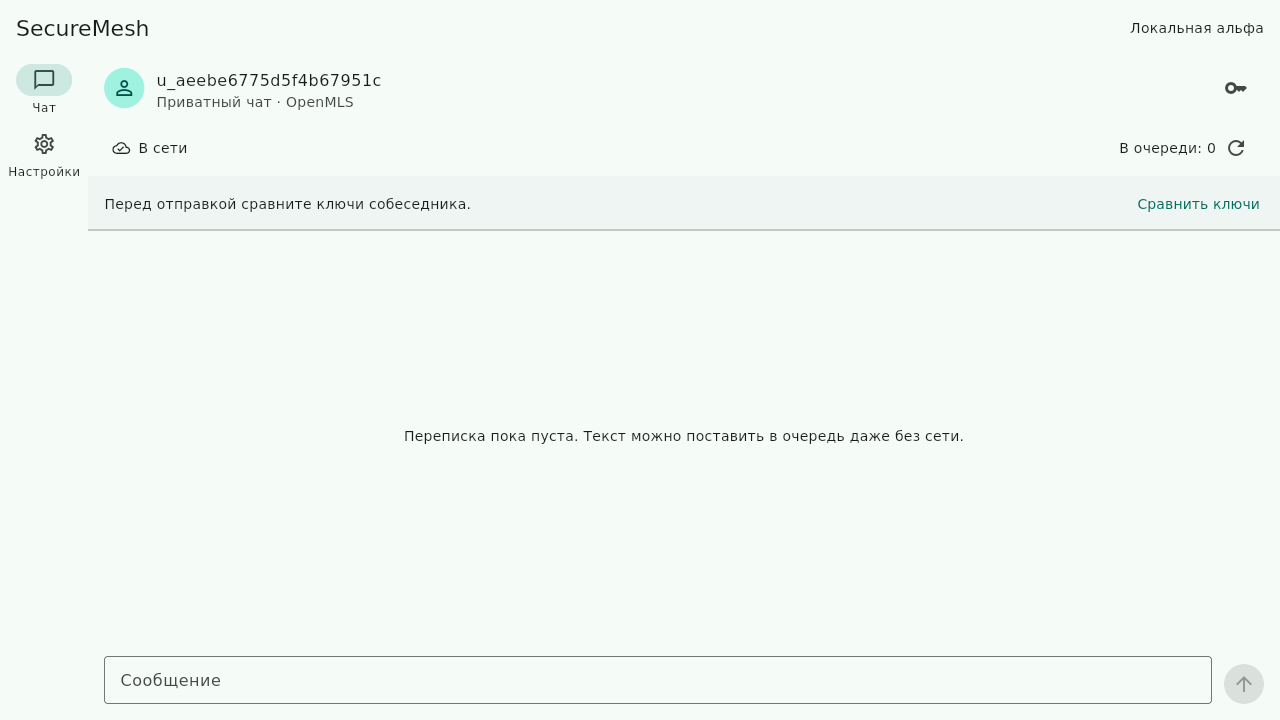 SecureMesh
Локальная альфа
Чат
Настройки
u_aeebe6775d5f4b67951c
Приватный чат · OpenMLS
В сети
В очереди: 0
Перед отправкой сравните ключи собеседника.
Сравнить ключи
Переписка пока пуста. Текст можно поставить в очередь даже без сети.
Сообщение